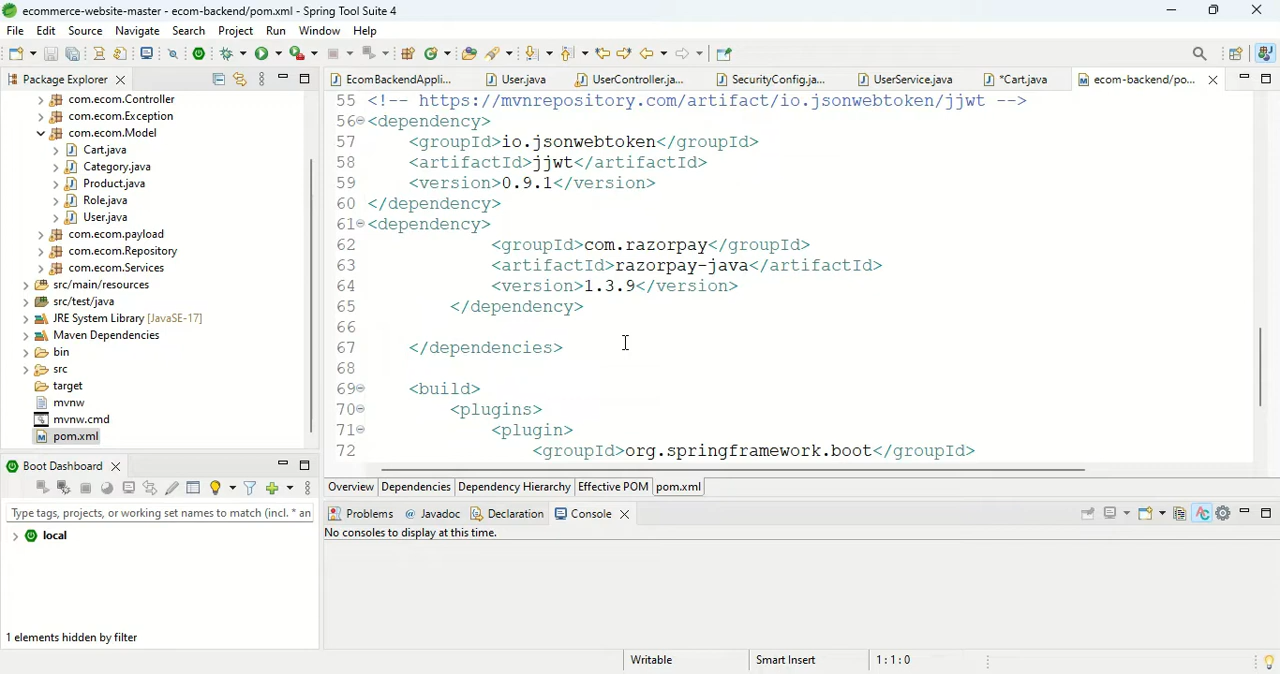 ecommerce-website-master - ecom-backend/pom.xml - Spring Tool Suite 4
File Edit Source Navigate Search Project Run Window Help
Package Explorer
EcomBackendAppli...
User.java
UserController.ja...
SecurityConfig.ja...
UserService.java
*Cart.java
ecom-backend/po...
com.ecom.Controller
com.ecom.Exception
com.ecom.Model
Cart.java
Category.java
Product.java
Role.java
User.java
com.ecom.payload
com.ecom.Repository
com.ecom.Services
src/main/resources
src/test/java
JRE System Library [JavaSE-17]
Maven Dependencies
bin
src
target
mvnw
mvnw.cmd
pom.xml
55 <!-- https://mvnrepository.com/artifact/io.jsonwebtoken/jjwt -->
56 <dependency>
57 <groupId>io.jsonwebtoken</groupId>
58 <artifactId>jjwt</artifactId>
59 <version>0.9.1</version>
60 </dependency>
61 <dependency>
62 <groupId>com.razorpay</groupId>
63 <artifactId>razorpay-java</artifactId>
64 <version>1.3.9</version>
65 </dependency>
66
67 </dependencies>
68
69 <build>
70 <plugins>
71 <plugin>
72 <groupId>org.springframework.boot</groupId>
Overview Dependencies Dependency Hierarchy Effective POM pom.xml
Boot Dashboard
Type tags, projects, or working set names to match (incl. * an
local
1 elements hidden by filter
Problems @ Javadoc Declaration Console
No consoles to display at this time.
Writable Smart Insert 1:1:0